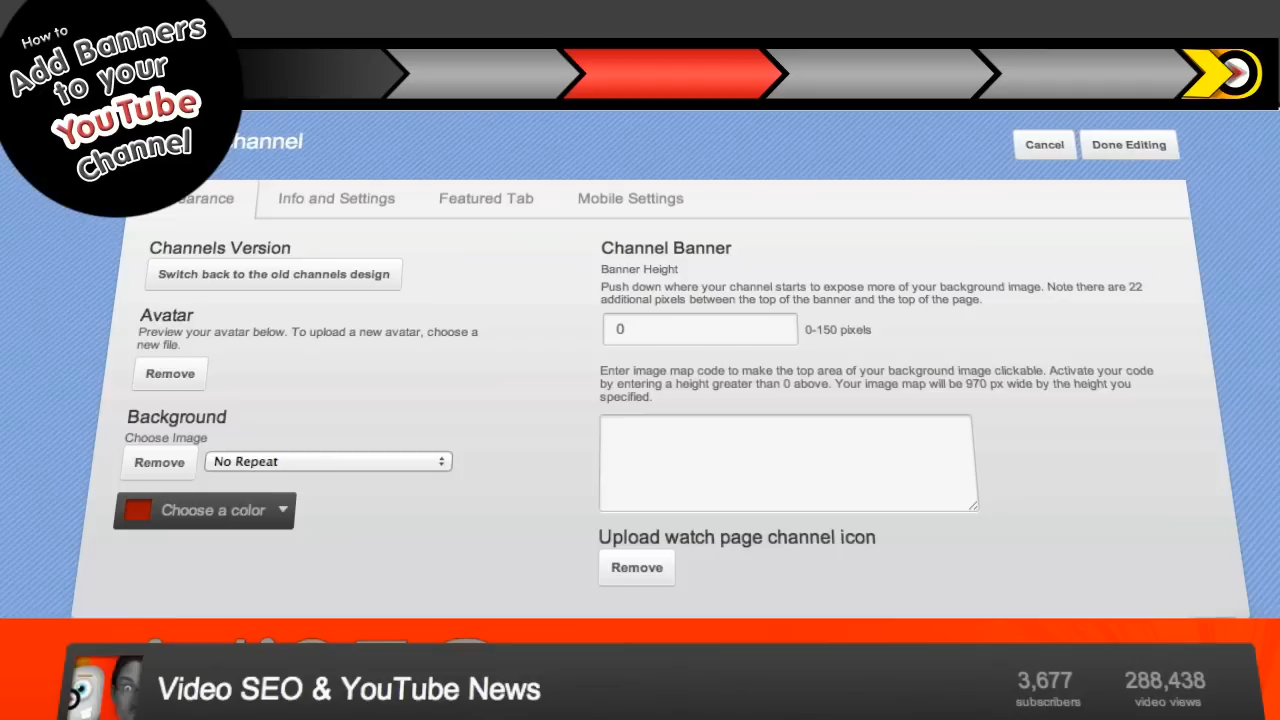 How to
Add Banners
to your
YouTube
Channel
hannel
Cancel
Done Editing
earance
Info and Settings
Featured Tab
Mobile Settings
Channels Version
Switch back to the old channels design
Avatar
Preview your avatar below. To upload a new avatar, choose a
new file.
Remove
Background
Choose Image
Remove
No Repeat
Choose a color
Channel Banner
Banner Height
Push down where your channel starts to expose more of your background image. Note there are 22
additional pixels between the top of the banner and the top of the page.
0
0-150 pixels
Enter image map code to make the top area of your background image clickable. Activate your code
by entering a height greater than 0 above. Your image map will be 970 px wide by the height you
specified.
Upload watch page channel icon
Remove
Video SEO & YouTube News
3,677
subscribers
288,438
video views